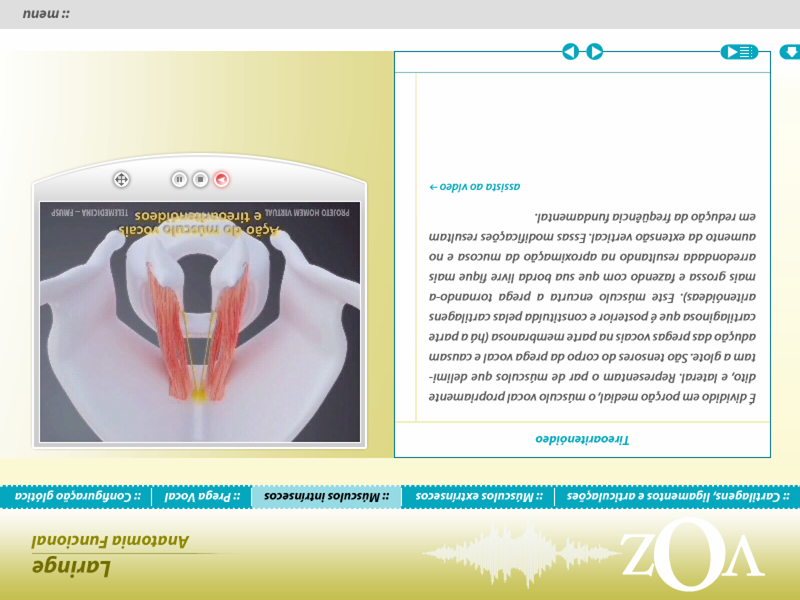 VOZ
Laringe
Anatomia Funcional
:: Cartilagens, ligamentos e articulações
:: Músculos extrínsecos
:: Músculos intrínsecos
:: Prega Vocal
:: Configuração glótica
Tireoaritenóideo
É dividido em porção medial, o músculo vocal propriamente
dito, e lateral. Representam o par de músculos que delimi-
tam a glote. São tensores do corpo da prega vocal e causam
adução das pregas vocais na parte membranosa (há a parte
cartilaginosa que é posterior e constituída pelas cartilagens
aritenóideas). Este músculo encurta a prega tornando-a
mais grossa e fazendo com que sua borda livre fique mais
arredondada resultando na aproximação da mucosa e no
aumento da extensão vertical. Essas modificações resultam
em redução da freqüência fundamental.
assista ao vídeo →
Ação do músculo vocais
e tireoaritenóideos
PROJETO HOMEM VIRTUAL
TELEMEDICINA – FMUSP
:: menu